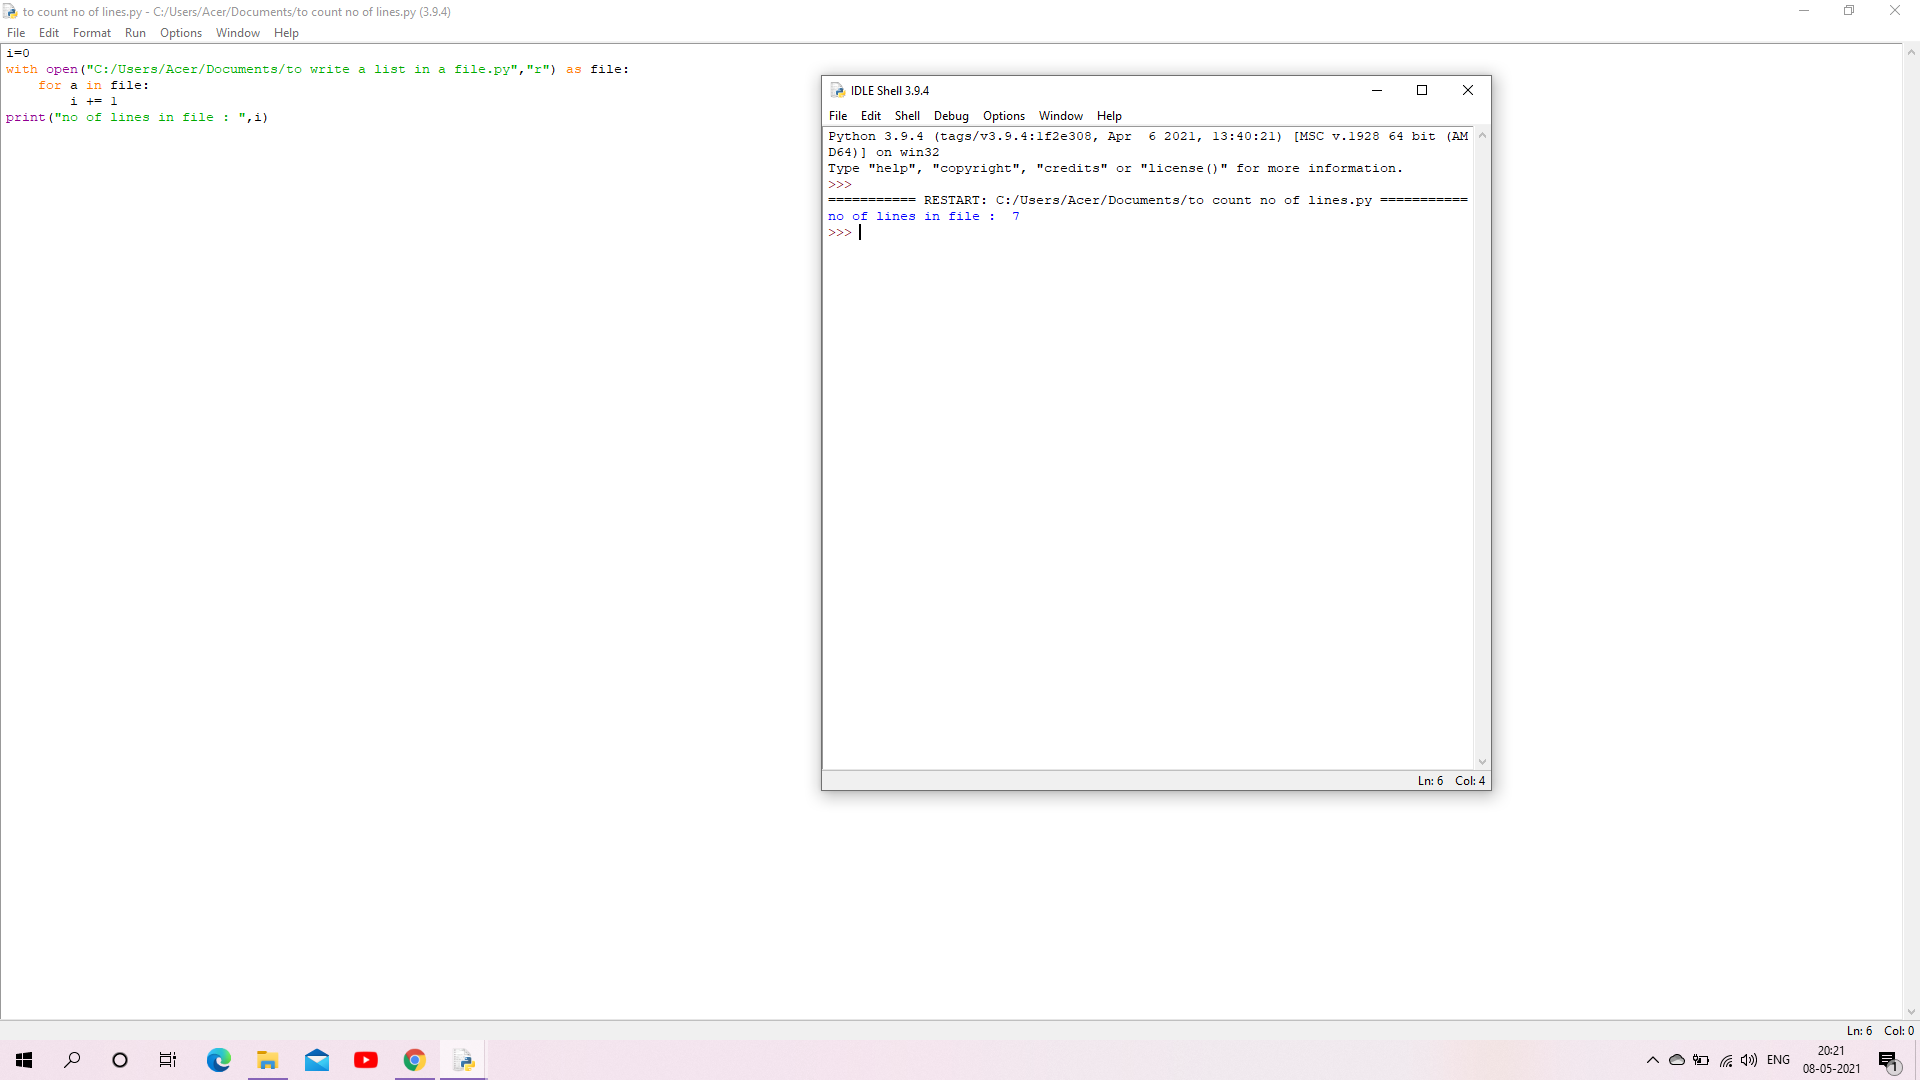 to count no of lines.py - C:/Users/Acer/Documents/to count no of lines.py (3.9.4)
File Edit Format Run Options Window Help
i=0
with open("C:/Users/Acer/Documents/to write a list in a file.py","r") as file:
    for a in file:
        i += 1
print("no of lines in file : ",i)
IDLE Shell 3.9.4
File Edit Shell Debug Options Window Help
Python 3.9.4 (tags/v3.9.4:1f2e308, Apr  6 2021, 13:40:21) [MSC v.1928 64 bit (AM
D64)] on win32
Type "help", "copyright", "credits" or "license()" for more information.
>>>
=========== RESTART: C:/Users/Acer/Documents/to count no of lines.py ===========
no of lines in file :  7
>>>
Ln: 6 Col: 4
Ln: 6 Col: 0
ENG
20:21
08-05-2021
1